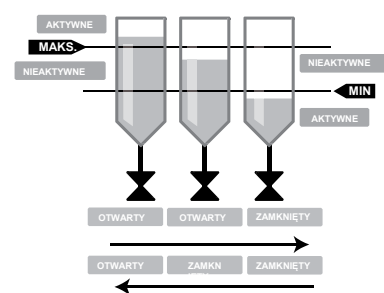 AKTYWNE
MAKS.
NIEAKTYWNE
NIEAKTYWNE
MIN
AKTYWNE
OTWARTY OTWARTY ZAMKNIĘTY
OTWARTY ZAMKN ZAMKNIĘTY